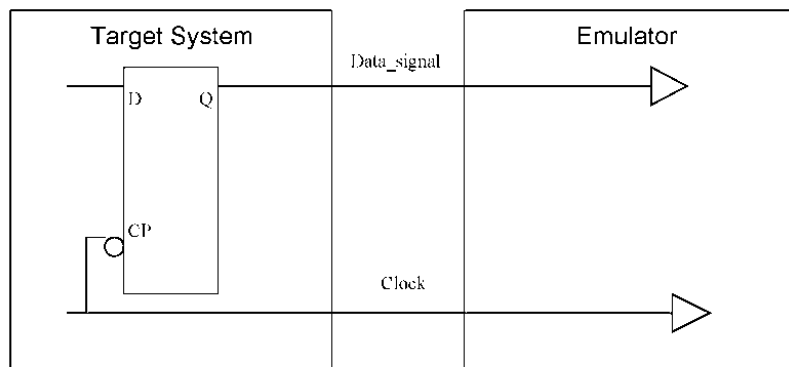 Target System
Emulator
Data_signal
D
Q
CP
Clock